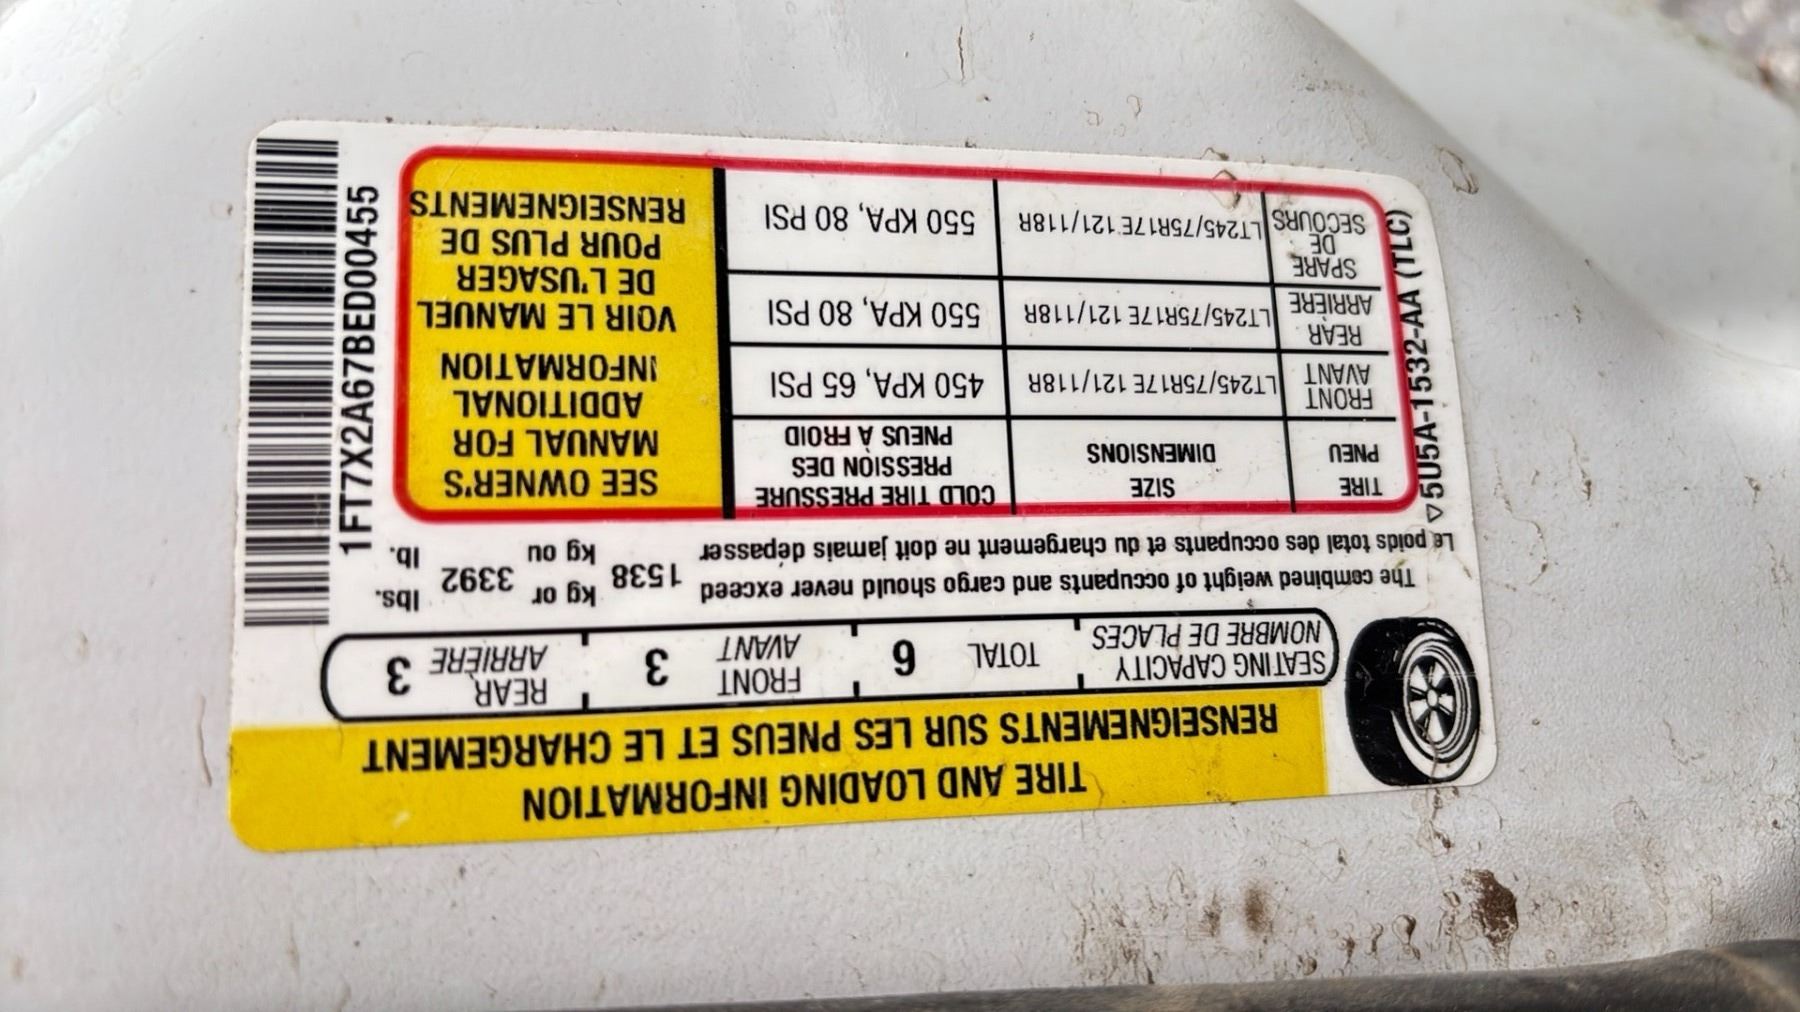 TIRE AND LOADING INFORMATION
RENSEIGNEMENTS SUR LES PNEUS ET LE CHARGEMENT
SEATING CAPACITY
NOMBRE DE PLACES
TOTAL 6
FRONT
AVANT 3
REAR
ARRIÈRE 3
The combined weight of occupants and cargo should never exceed 1538 kg or 3392 lbs.
Le poids total des occupants et du chargement ne doit jamais dépasser kg ou lb.
TIRE
PNEU
SIZE
DIMENSIONS
COLD TIRE PRESSURE
PRESSION DES
PNEUS À FROID
FRONT
AVANT
LT245/75R17E 121/118R
450 KPA, 65 PSI
REAR
ARRIÈRE
LT245/75R17E 121/118R
550 KPA, 80 PSI
SPARE
DE
SECOURS
LT245/75R17E 121/118R
550 KPA, 80 PSI
SEE OWNER'S
MANUAL FOR
ADDITIONAL
INFORMATION
VOIR LE MANUEL
DE L'USAGER
POUR PLUS DE
RENSEIGNEMENTS
1FT7X2A67BED00455
5U5A-1532-AA (TLC)